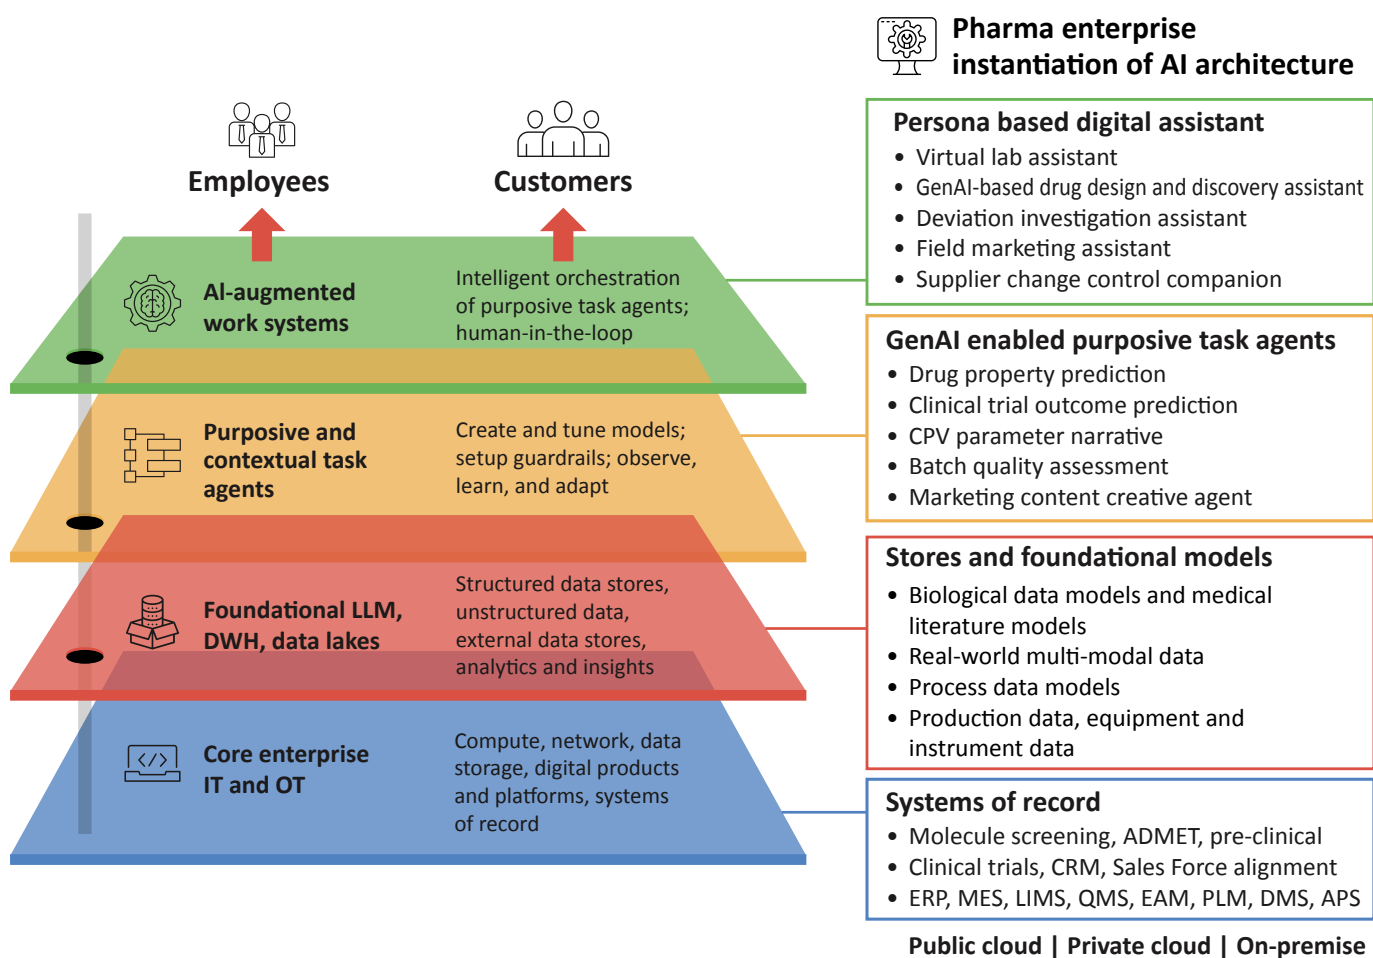 Pharma enterprise
instantiation of AI architecture
Employees
Customers
AI-augmented
work systems
Intelligent orchestration
of purposive task agents;
human-in-the-loop
Purposive and
contextual task
agents
Create and tune models;
setup guardrails; observe,
learn, and adapt
Foundational LLM,
DWH, data lakes
Structured data stores,
unstructured data,
external data stores,
analytics and insights
</>
Core enterprise
IT and OT
Compute, network, data
storage, digital products
and platforms, systems
of record
Persona based digital assistant
• Virtual lab assistant
• GenAI-based drug design and discovery assistant
• Deviation investigation assistant
• Field marketing assistant
• Supplier change control companion
GenAI enabled purposive task agents
• Drug property prediction
• Clinical trial outcome prediction
• CPV parameter narrative
• Batch quality assessment
• Marketing content creative agent
Stores and foundational models
• Biological data models and medical
literature models
• Real-world multi-modal data
• Process data models
• Production data, equipment and
instrument data
Systems of record
• Molecule screening, ADMET, pre-clinical
• Clinical trials, CRM, Sales Force alignment
• ERP, MES, LIMS, QMS, EAM, PLM, DMS, APS
Public cloud | Private cloud | On-premise